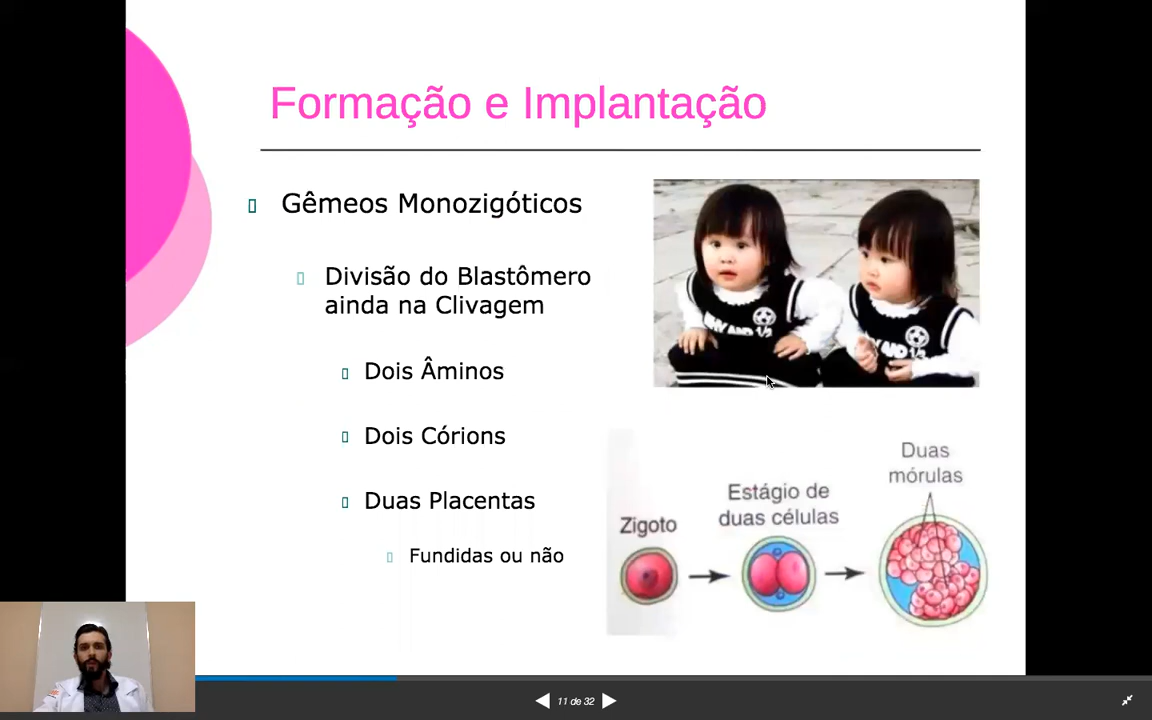 Formação e Implantação
Gêmeos Monozigóticos
Divisão do Blastômero
ainda na Clivagem
Dois Âminos
Dois Córions
Duas Placentas
Fundidas ou não
Duas
mórulas
Estágio de
duas células
Zigoto
11 de 32